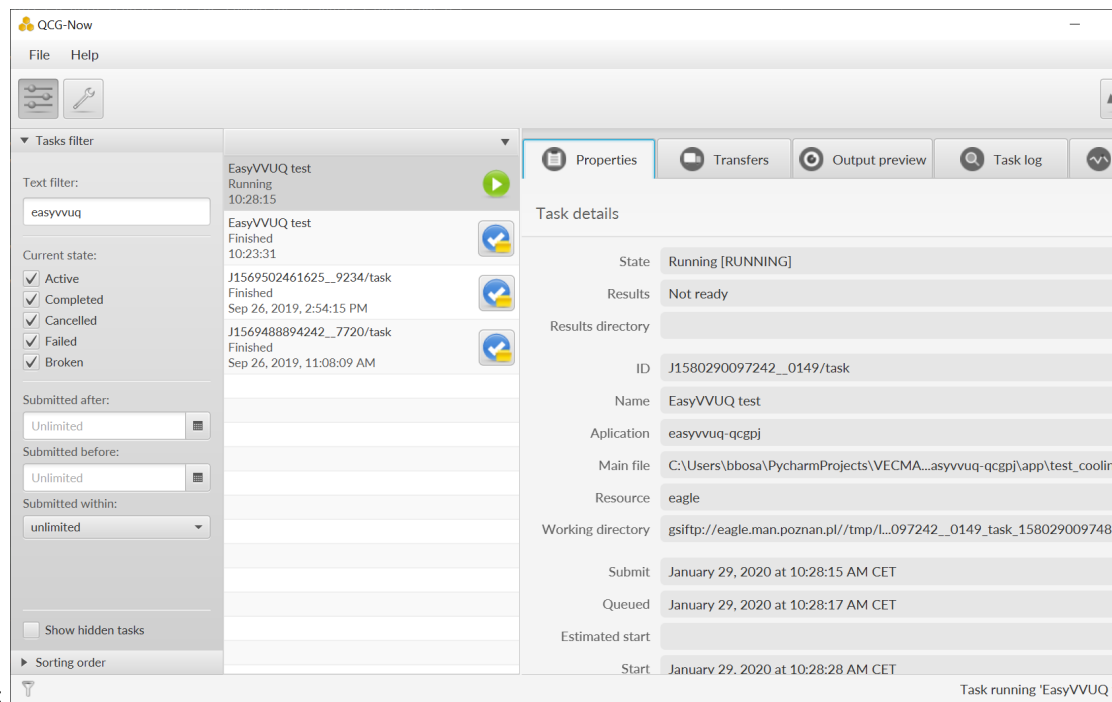 QCG-Now
File Help
Tasks filter
Text filter:
easyvvuq
Current state:
Active
Completed
Cancelled
Failed
Broken
Submitted after:
Unlimited
Submitted before:
Unlimited
Submitted within:
unlimited
Show hidden tasks
Sorting order
EasyVVUQ test
Running
10:28:15
EasyVVUQ test
Finished
10:23:31
J1569502461625__9234/task
Finished
Sep 26, 2019, 2:54:15 PM
J1569488894242__7720/task
Finished
Sep 26, 2019, 11:08:09 AM
Properties Transfers Output preview Task log
Task details
State Running [RUNNING]
Results Not ready
Results directory
ID J1580290097242__0149/task
Name EasyVVUQ test
Aplication easyvvuq-qcgpj
Main file C:\Users\bbosa\PycharmProjects\VECMA...asyvvuq-qcgpj\app\test_coolin
Resource eagle
Working directory gsiftp://eagle.man.poznan.pl//tmp/l...097242__0149_task_158029009748
Submit January 29, 2020 at 10:28:15 AM CET
Queued January 29, 2020 at 10:28:17 AM CET
Estimated start
Start January 29, 2020 at 10:28:28 AM CET
Task running 'EasyVVUQ